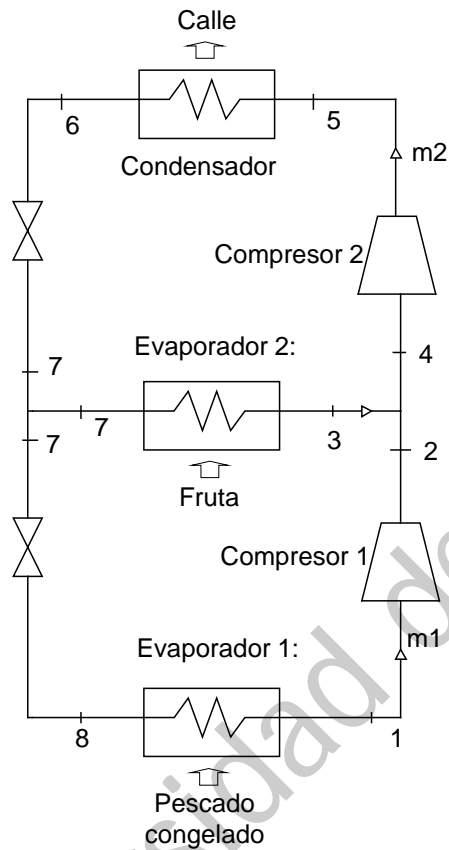 Calle
6
5
Condensador
m2
Compresor 2
Evaporador 2:
4
7
7
7
3
2
Fruta
Compresor 1
Evaporador 1:
m1
8
1
Pescado
congelado